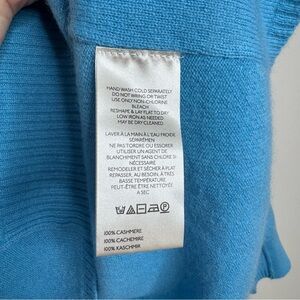 HAND WASH COLD SEPARATELY
DO NOT WRING OR TWIST
USE ONLY NON-CHLORINE
BLEACH
RESHAPE & LAY FLAT TO DRY
LOW IRON AS NEEDED
MAY BE DRY CLEANED.
LAVER À LA MAIN À L'EAU FROIDE
SÉPARÉMEN
NE PAS TORDRE OU ESSORER
UTILISER UN AGENT DE
BLANCHIMENT SANS CHLORE SI
NÉCESSAIRE
REMODELER ET SÉCHER À PLAT
REPASSER, AU BESOIN, À TRÈS
BASSE TEMPÉRATURE
PEUT-ÊTRE ÊTRE NETTOYÉE
A SEC
100% CASHMERE
100% CACHEMIRE
100% KASCHMIR